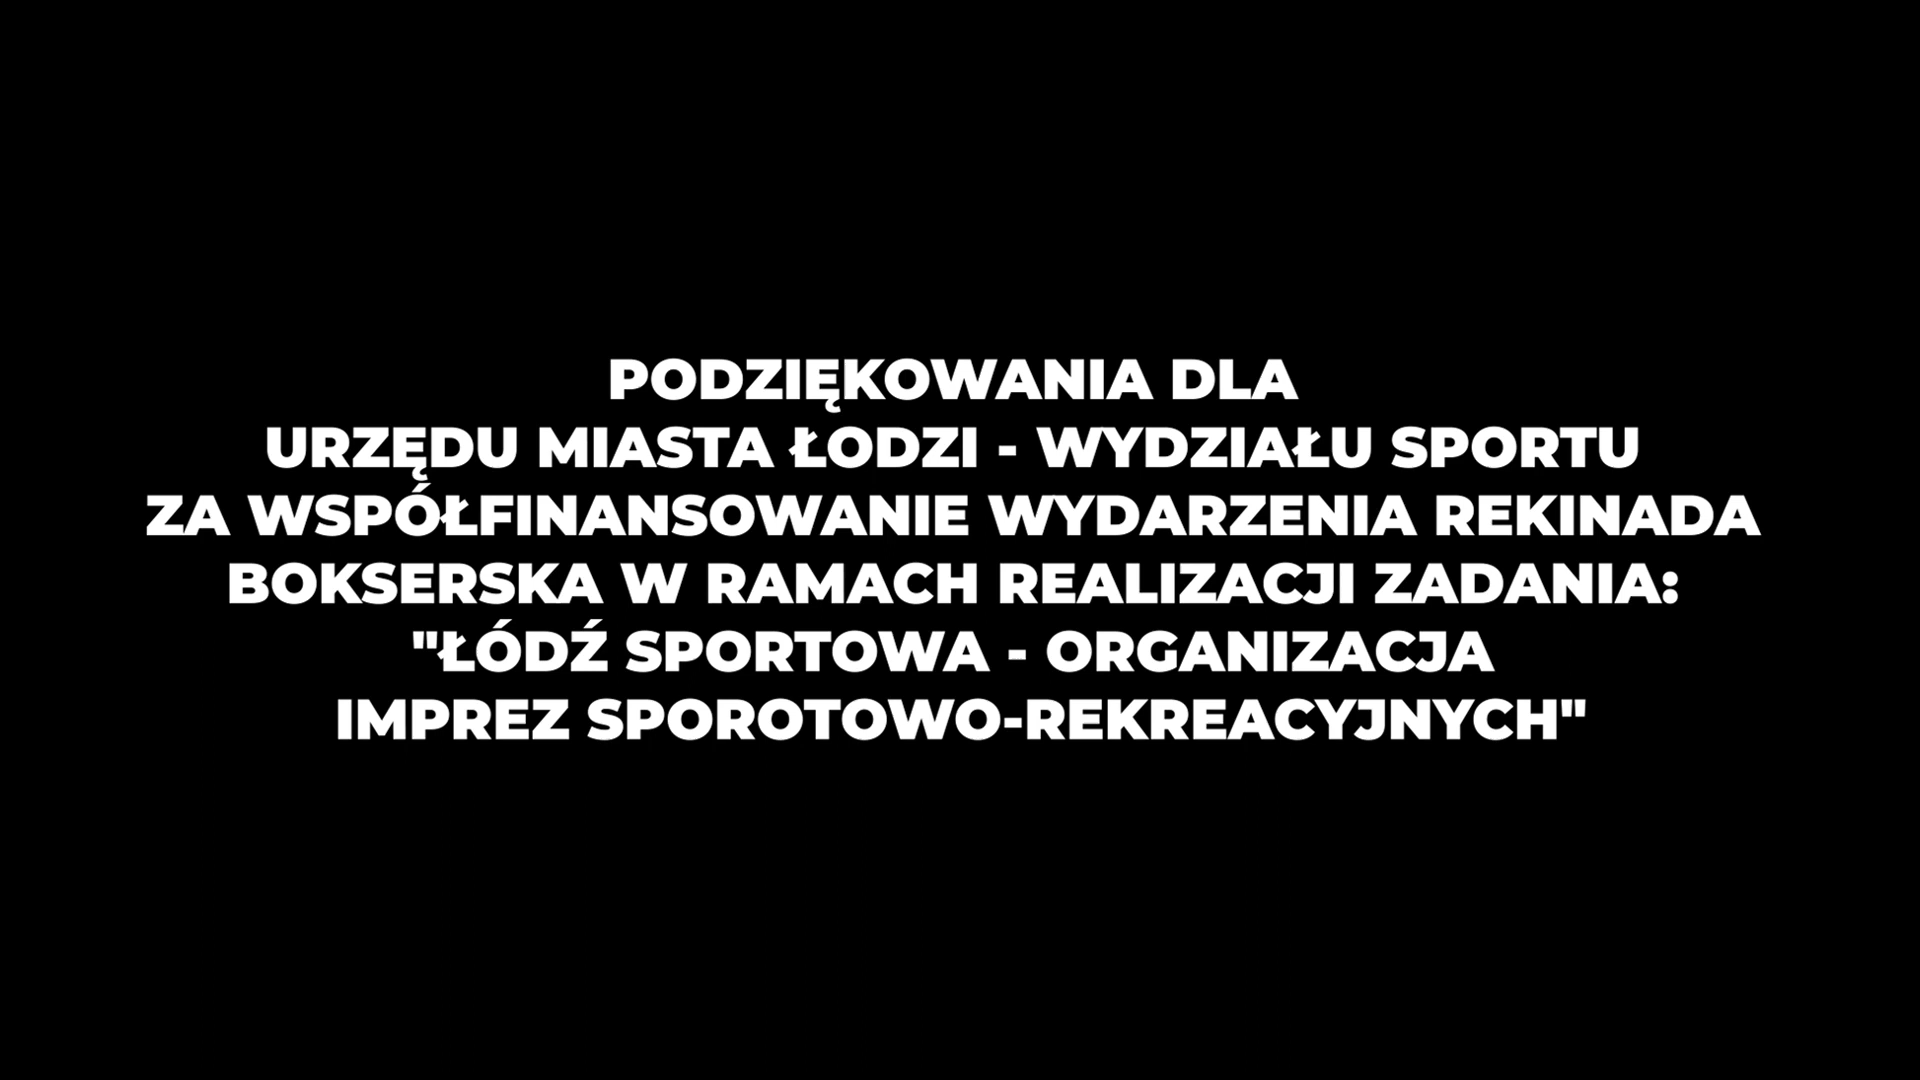 PODZIĘKOWANIA DLA
URZĘDU MIASTA ŁODZI - WYDZIAŁU SPORTU
ZA WSPÓŁFINANSOWANIE WYDARZENIA REKINADA
BOKSERSKA W RAMACH REALIZACJI ZADANIA:
"ŁÓDŹ SPORTOWA - ORGANIZACJA
IMPREZ SPOROTOWO-REKREACYJNYCH"